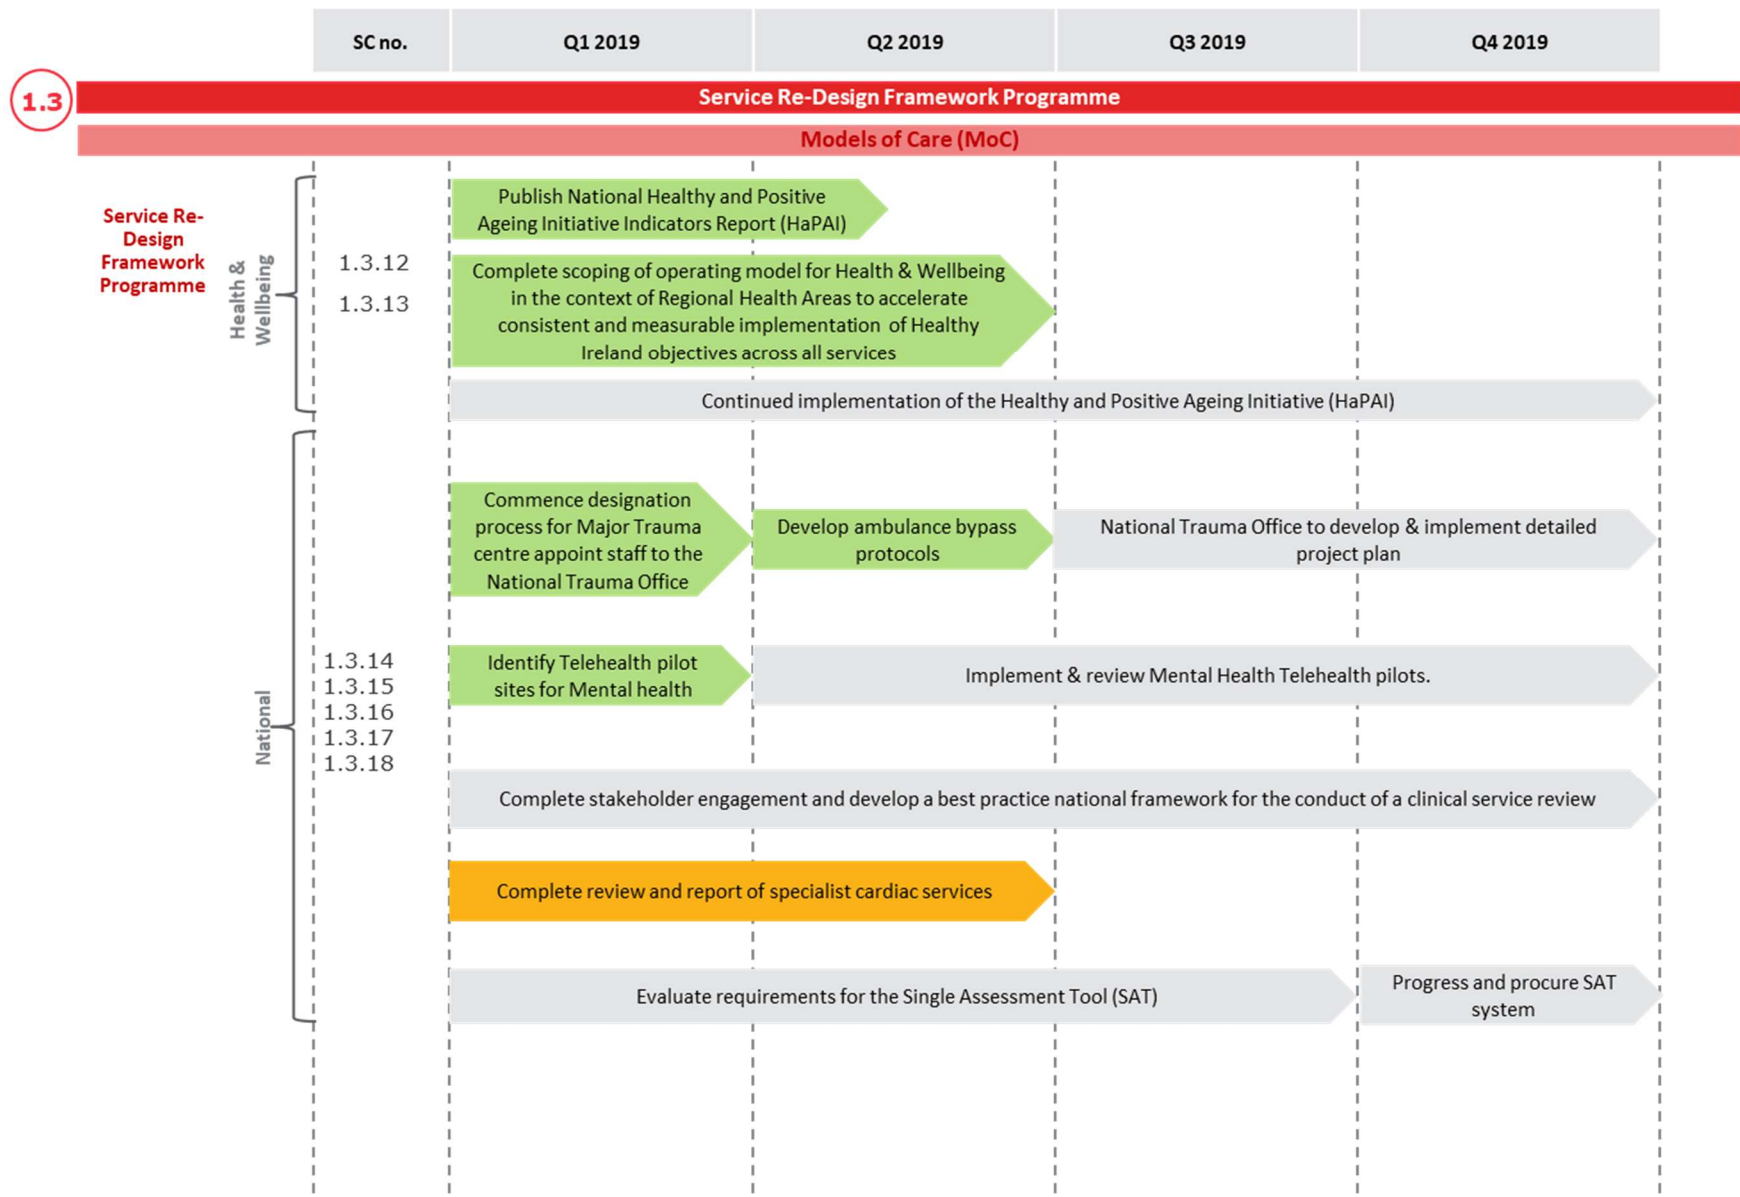 SC no.
Q1 2019
Q2 2019
Q3 2019
Q4 2019
1.3
Service Re-Design Framework Programme
Models of Care (MoC)
Service Re-
Design
Framework
Programme
Health &
Wellbeing
1.3.12
1.3.13
Publish National Healthy and Positive
Ageing Initiative Indicators Report (HaPAI)
Complete scoping of operating model for Health & Wellbeing
in the context of Regional Health Areas to accelerate
consistent and measurable implementation of Healthy
Ireland objectives across all services
Continued implementation of the Healthy and Positive Ageing Initiative (HaPAI)
National
1.3.14
1.3.15
1.3.16
1.3.17
1.3.18
Commence designation
process for Major Trauma
centre appoint staff to the
National Trauma Office
Develop ambulance bypass
protocols
National Trauma Office to develop & implement detailed
project plan
Identify Telehealth pilot
sites for Mental health
Implement & review Mental Health Telehealth pilots.
Complete stakeholder engagement and develop a best practice national framework for the conduct of a clinical service review
Complete review and report of specialist cardiac services
Evaluate requirements for the Single Assessment Tool (SAT)
Progress and procure SAT
system